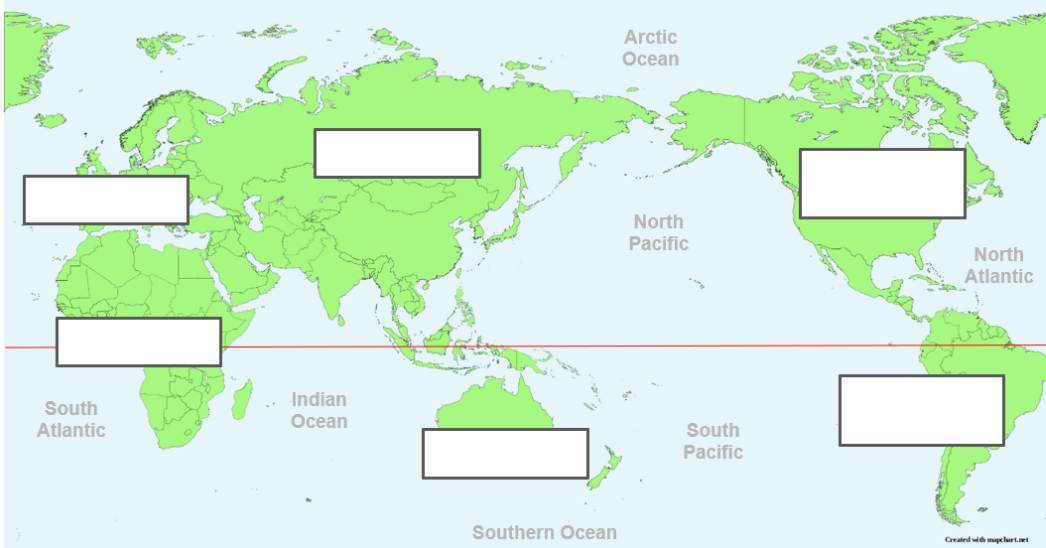 Arctic
Ocean
North
Pacific
North
Atlantic
Indian
Ocean
South
Atlantic
South
Pacific
Southern Ocean
Created with mapchart.net